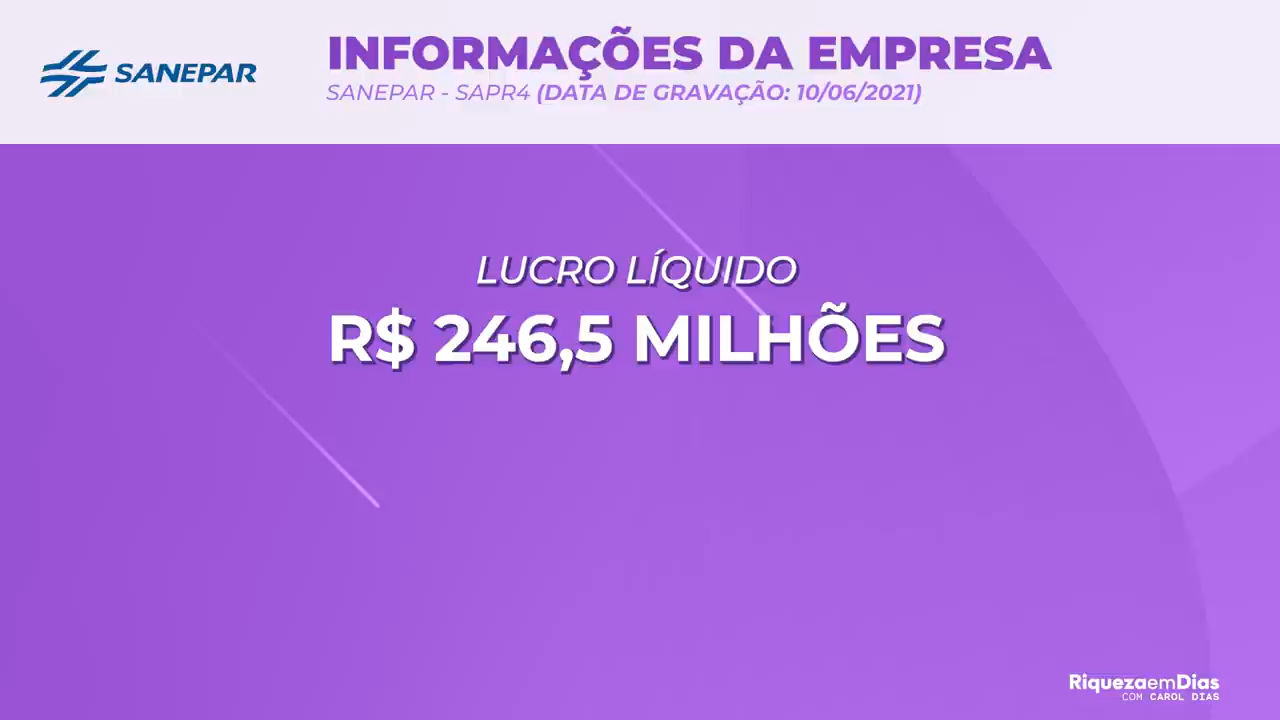 SANEPAR
INFORMAÇÕES DA EMPRESA
SANEPAR - SAPR4 (DATA DE GRAVAÇÃO: 10/06/2021)
LUCRO LÍQUIDO
R$ 246,5 MILHÕES
RiquezaemDias
COM CAROL DIAS